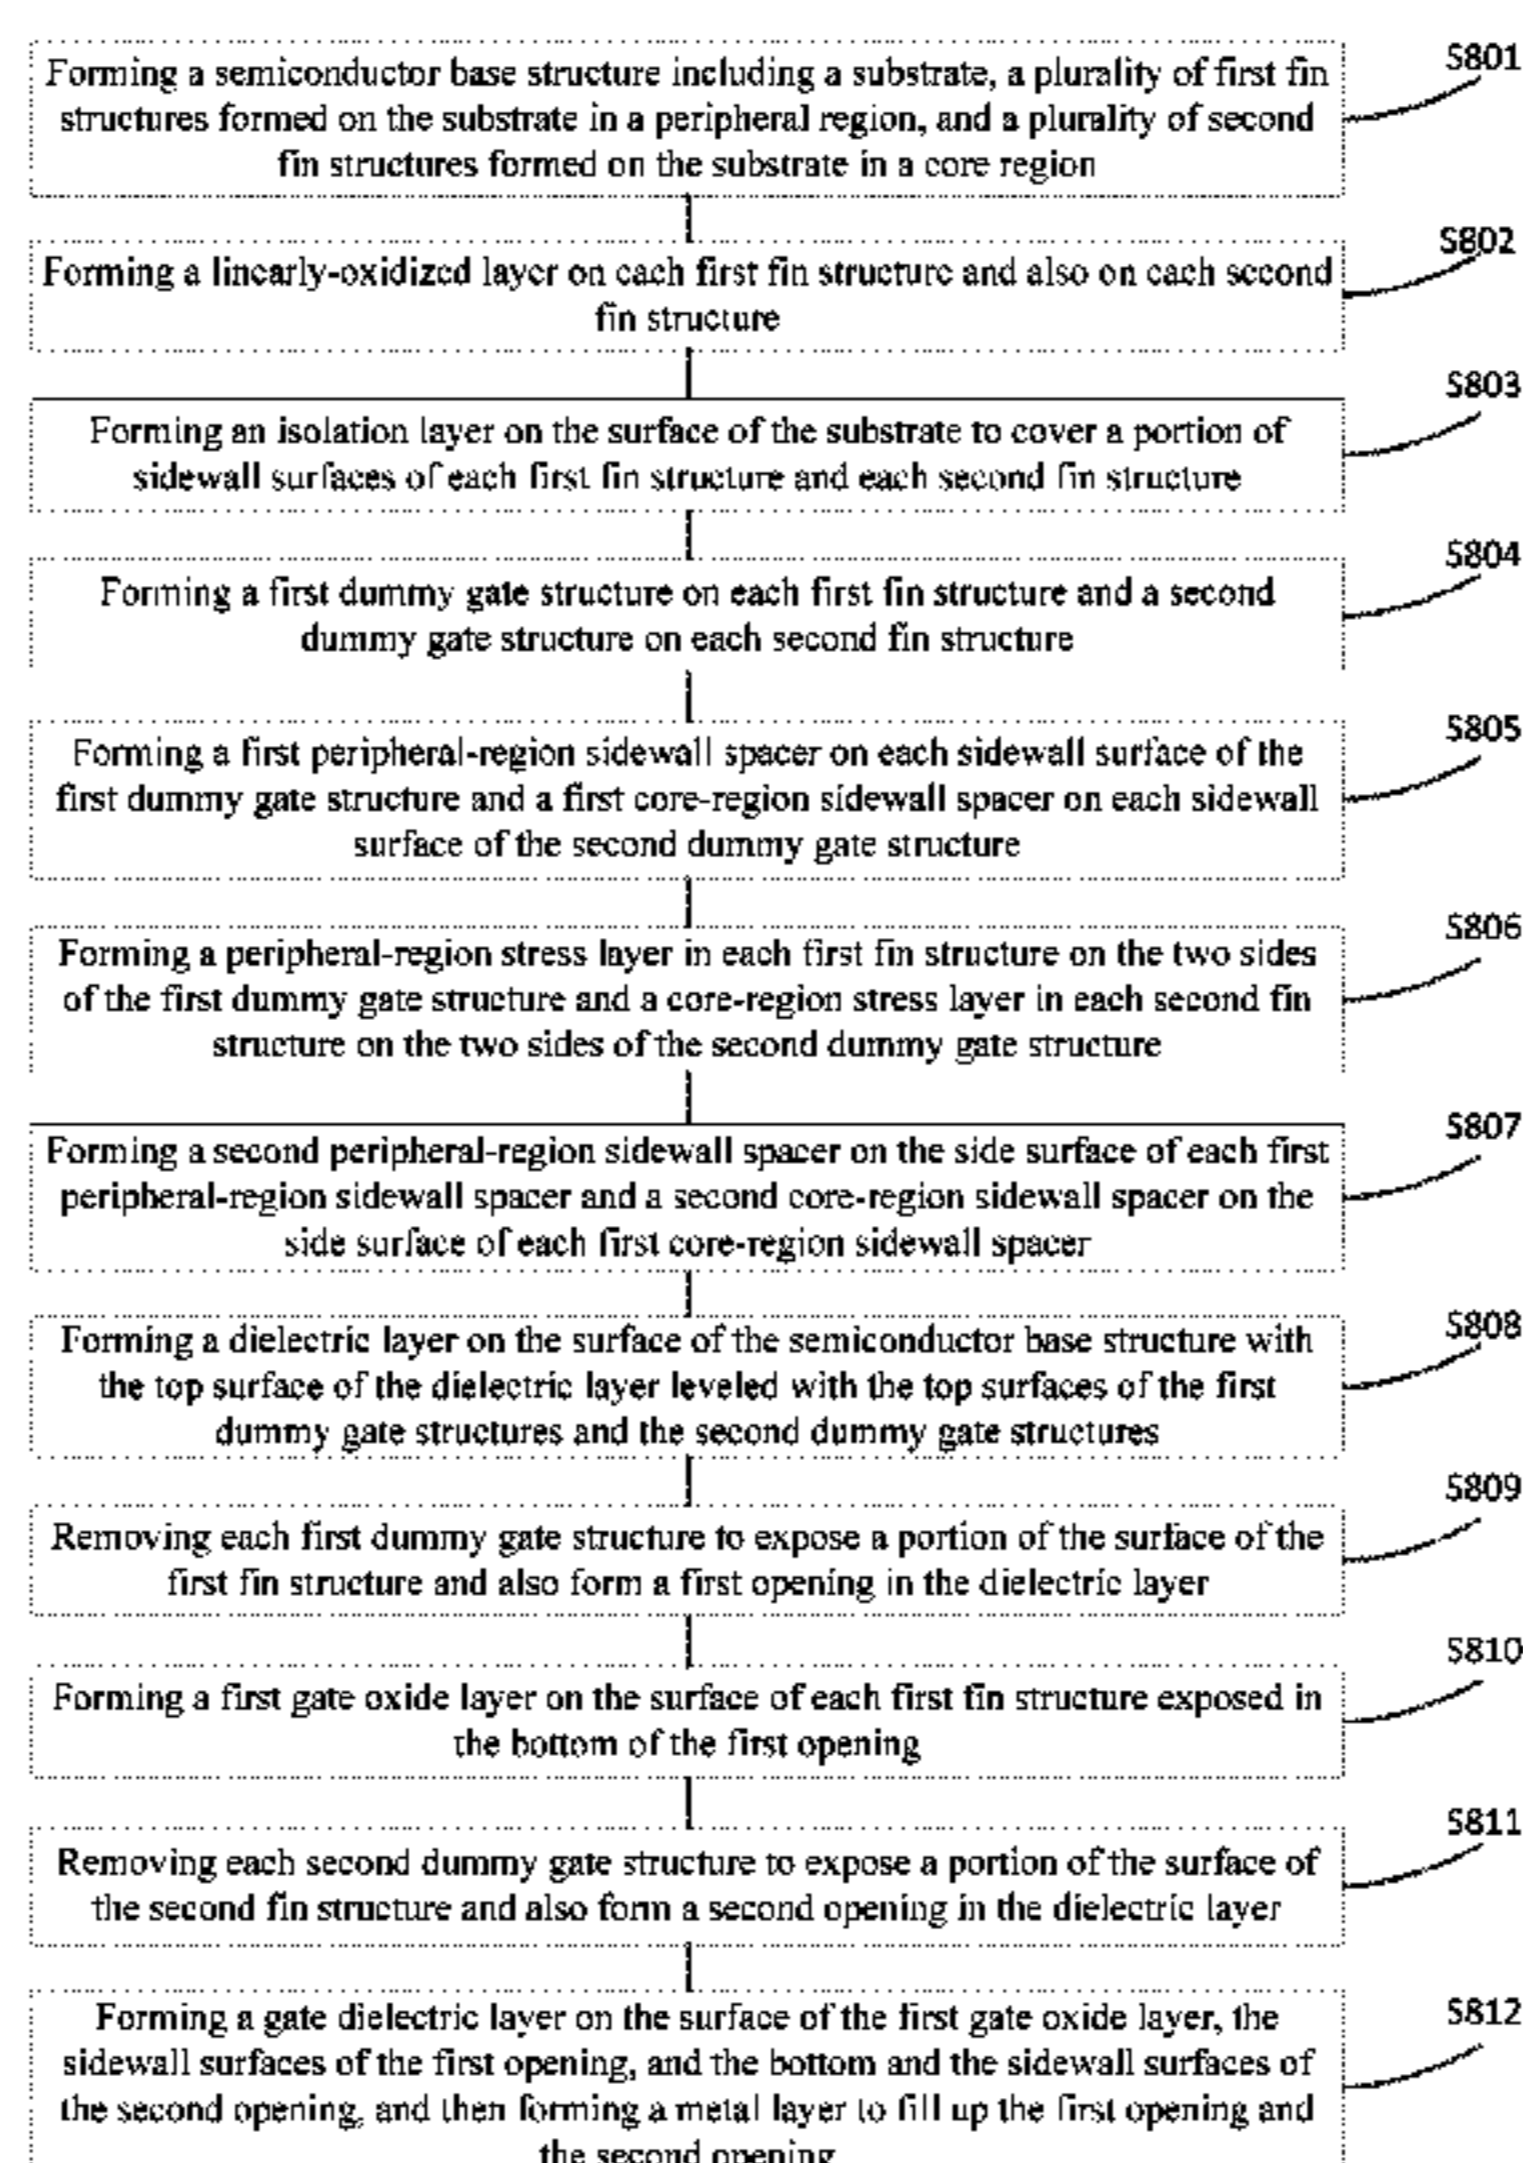 Forming a semiconductor base structure including a substrate, a plurality of first fin
structures formed on the substrate in a peripheral region, and a plurality of second
fin structures formed on the substrate in a core region
S801
Forming a linearly-oxidized layer on each first fin structure and also on each second
fin structure
S802
Forming an isolation layer on the surface of the substrate to cover a portion of
sidewall surfaces of each first fin structure and each second fin structure
S803
Forming a first dummy gate structure on each first fin structure and a second
dummy gate structure on each second fin structure
S804
Forming a first peripheral-region sidewall spacer on each sidewall surface of the
first dummy gate structure and a first core-region sidewall spacer on each sidewall
surface of the second dummy gate structure
S805
Forming a peripheral-region stress layer in each first fin structure on the two sides
of the first dummy gate structure and a core-region stress layer in each second fin
structure on the two sides of the second dummy gate structure
S806
Forming a second peripheral-region sidewall spacer on the side surface of each first
peripheral-region sidewall spacer and a second core-region sidewall spacer on the
side surface of each first core-region sidewall spacer
S807
Forming a dielectric layer on the surface of the semiconductor base structure with
the top surface of the dielectric layer leveled with the top surfaces of the first
dummy gate structures and the second dummy gate structures
S808
Removing each first dummy gate structure to expose a portion of the surface of the
first fin structure and also form a first opening in the dielectric layer
S809
Forming a first gate oxide layer on the surface of each first fin structure exposed in
the bottom of the first opening
S810
Removing each second dummy gate structure to expose a portion of the surface of
the second fin structure and also form a second opening in the dielectric layer
S811
Forming a gate dielectric layer on the surface of the first gate oxide layer, the
sidewall surfaces of the first opening, and the bottom and the sidewall surfaces of
the second opening, and then forming a metal layer to fill up the first opening and
the second opening
S812